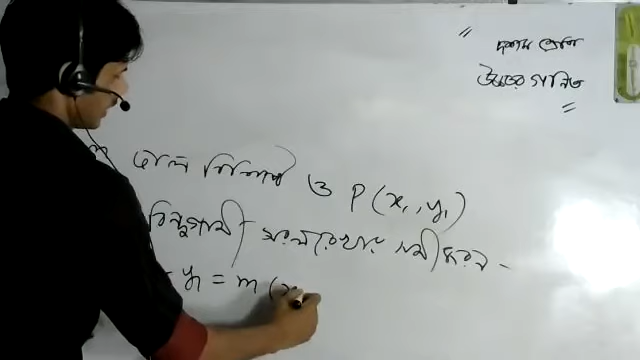 " দশম শ্রেণি
উচ্চতর গণিত "
m ঢাল বিশিষ্ট ও P(x₁, y₁)
বিন্দুগামী সরলরেখার সমীকরণ -
- y₁ = m (x